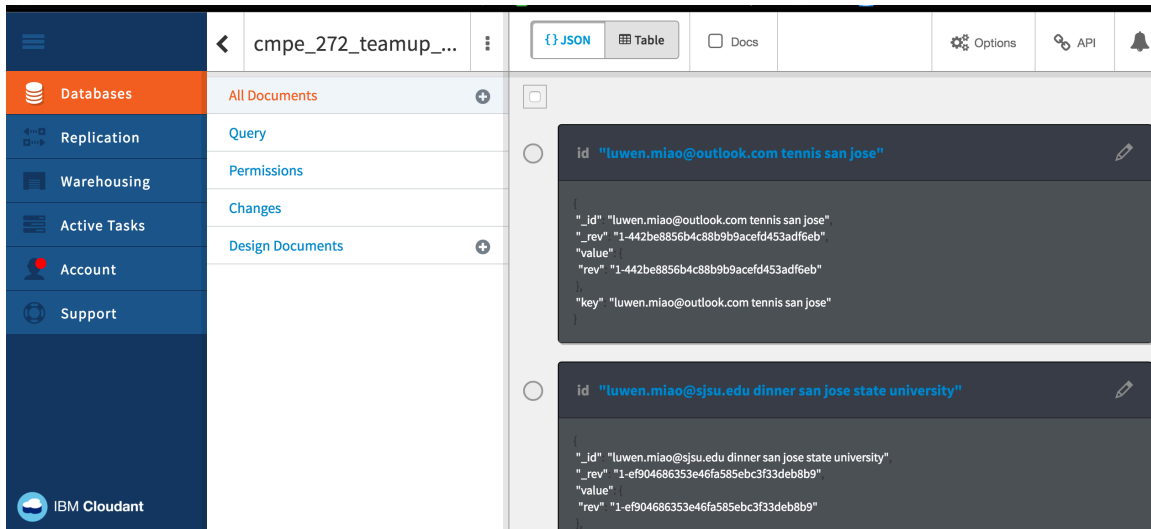 cmpe_272_teamup_...
{} JSON
Table
Docs
Options
API
Databases
Replication
Warehousing
Active Tasks
Account
Support
IBM Cloudant
All Documents
Query
Permissions
Changes
Design Documents
id "luwen.miao@outlook.com tennis san jose"
{
"_id": "luwen.miao@outlook.com tennis san jose",
"_rev": "1-442be8856b4c88b9b9acefd453adf6eb",
"value": {
"rev": "1-442be8856b4c88b9b9acefd453adf6eb"
},
"key": "luwen.miao@outlook.com tennis san jose"
}
id "luwen.miao@sjsu.edu dinner san jose state university"
{
"_id": "luwen.miao@sjsu.edu dinner san jose state university",
"_rev": "1-ef904686353e46fa585ebc3f33deb8b9",
"value": {
"rev": "1-ef904686353e46fa585ebc3f33deb8b9"
},